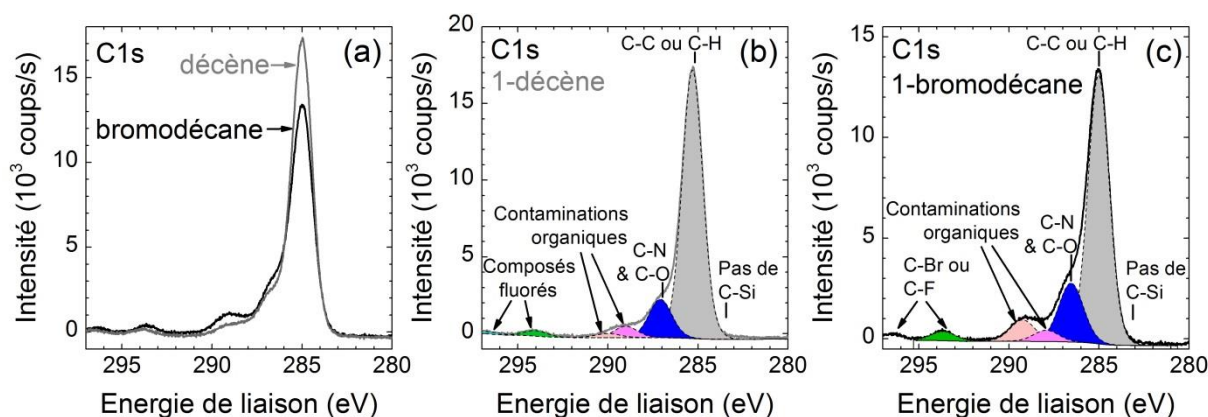 C1s
(a)
décène
bromodécane
15
10
5
0
295
290
285
280
Intensité (10³ coups/s)
Energie de liaison (eV)
C1s
(b)
1-décène
C-C ou C-H
Contaminations
organiques
C-N
& C-O
Composés
fluorés
Pas de
C-Si
20
15
10
5
0
295
290
285
280
Intensité (10³ coups/s)
Energie de liaison (eV)
C1s
(c)
1-bromodécane
C-C ou C-H
Contaminations
organiques
C-N
& C-O
C-Br ou
C-F
Pas de
C-Si
15
10
5
0
295
290
285
280
Intensité (10³ coups/s)
Energie de liaison (eV)